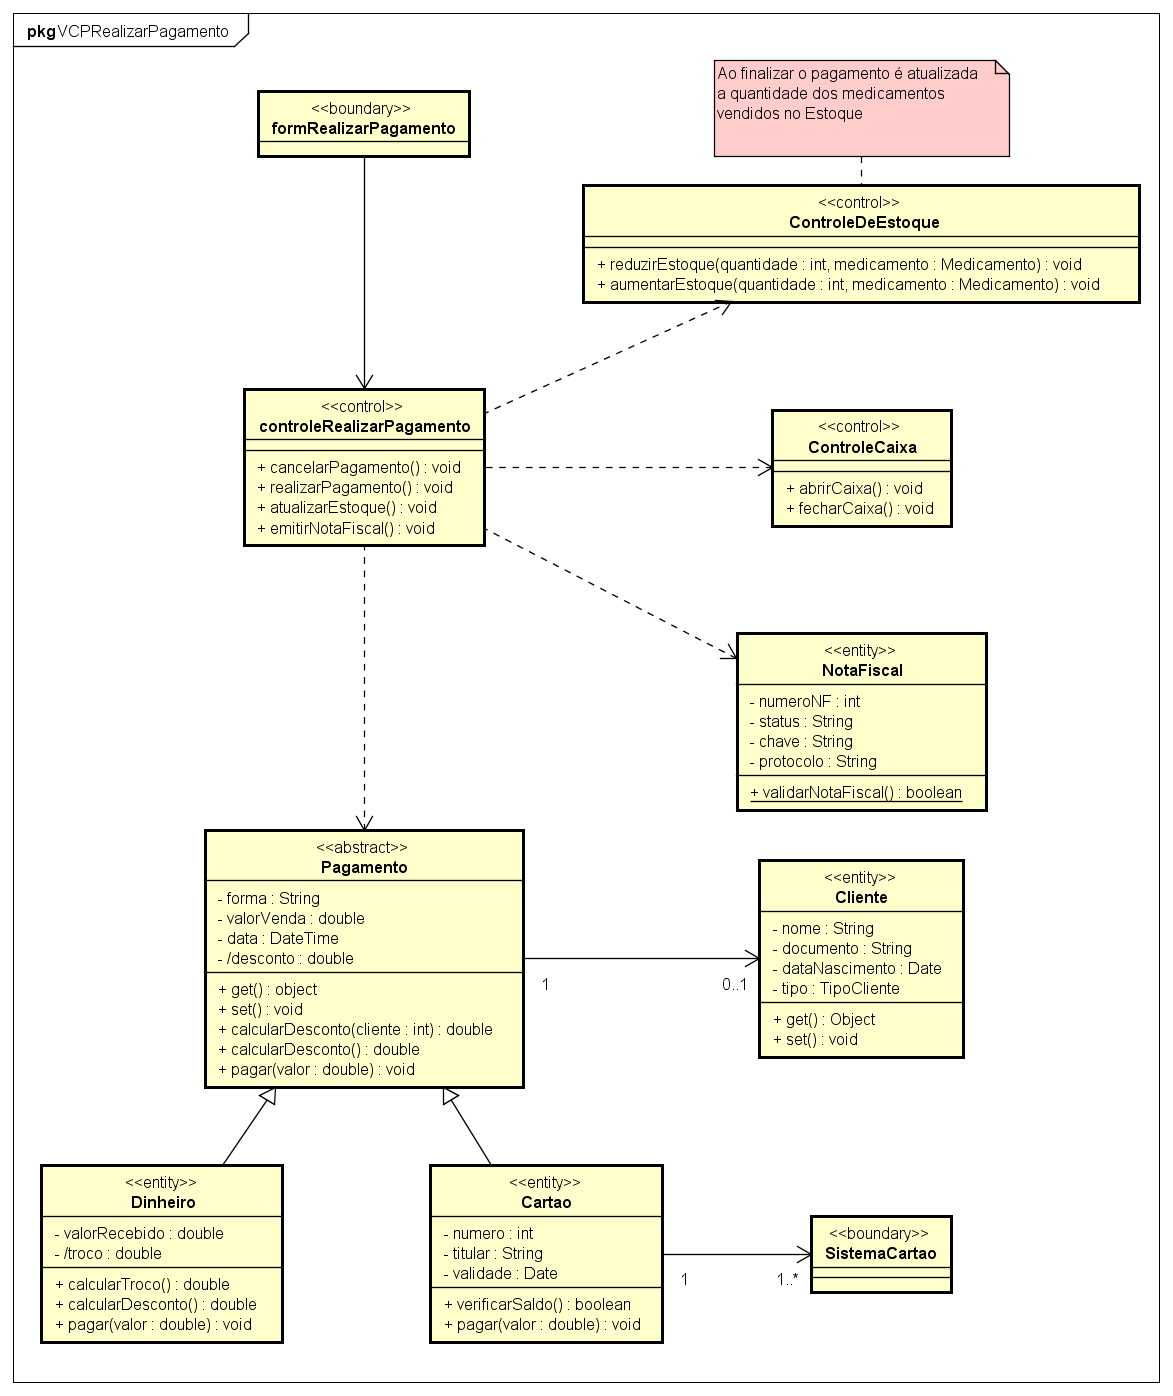 pkg VCPRealizarPagamento
Ao finalizar o pagamento é atualizada
a quantidade dos medicamentos
vendidos no Estoque
<<boundary>>
formRealizarPagamento
<<control>>
ControleDeEstoque
+ reduzirEstoque(quantidade : int, medicamento : Medicamento) : void
+ aumentarEstoque(quantidade : int, medicamento : Medicamento) : void
<<control>>
controleRealizarPagamento
+ cancelarPagamento() : void
+ realizarPagamento() : void
+ atualizarEstoque() : void
+ emitirNotaFiscal() : void
<<control>>
ControleCaixa
+ abrirCaixa() : void
+ fecharCaixa() : void
<<entity>>
NotaFiscal
- numeroNF : int
- status : String
- chave : String
- protocolo : String
+ validarNotaFiscal() : boolean
<<abstract>>
Pagamento
- forma : String
- valorVenda : double
- data : DateTime
- /desconto : double
+ get() : object
+ set() : void
+ calcularDesconto(cliente : int) : double
+ calcularDesconto() : double
+ pagar(valor : double) : void
1
0..1
<<entity>>
Cliente
- nome : String
- documento : String
- dataNascimento : Date
- tipo : TipoCliente
+ get() : Object
+ set() : void
<<entity>>
Dinheiro
- valorRecebido : double
- /troco : double
+ calcularTroco() : double
+ calcularDesconto() : double
+ pagar(valor : double) : void
<<entity>>
Cartao
- numero : int
- titular : String
- validade : Date
+ verificarSaldo() : boolean
+ pagar(valor : double) : void
1
1..*
<<boundary>>
SistemaCartao